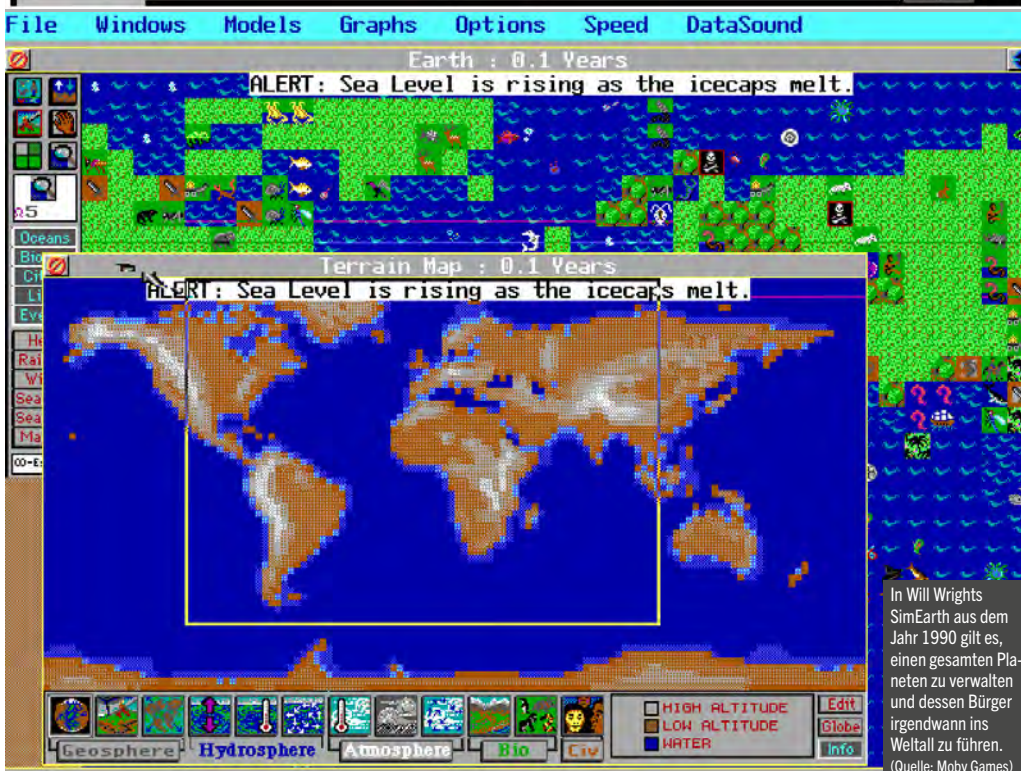 File Windows Models Graphs Options Speed DataSound
Earth : 0.1 Years
ALERT: Sea Level is rising as the icecaps melt.
Ω5
Oceans
Terrain Map : 0.1 Years
ALERT: Sea Level is rising as the icecaps melt.
HIGH ALTITUDE
LOW ALTITUDE
WATER
Edit
Globe
Info
Geosphere Hydrosphere Atmosphere Bio Civ
In Will Wrights
SimEarth aus dem
Jahr 1990 gilt es,
einen gesamten Pla-
neten zu verwalten
und dessen Bürger
irgendwann ins
Weltall zu führen.
(Quelle: Moby Games)